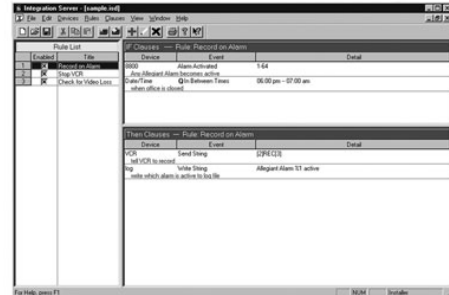 Integration Server - [sample.isd]
File Edit Devices Rules Clauses View Window Help
Rule List
Enabled Title
1 Record on Alarm
2 Stop VCR
3 Check for Video Loss
IF Clauses — Rule: Record on Alarm
Device Event Detail
8800 Alarm Activated 1-64
Any Allegiant Alarm becomes active
Date/Time In Between Times 06:00 pm - 07:00 am
when office is closed
Then Clauses — Rule: Record on Alarm
Device Event Detail
VCR Send String
tell VCR to record
log Write String Allegiant Alarm %1 active
write which alarm is active to log file
For Help, press F1
NUM Installer